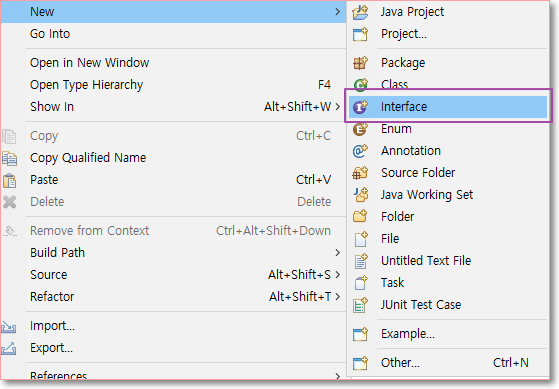 New
Go Into
Open in New Window
Open Type Hierarchy F4
Show In Alt+Shift+W
Copy Ctrl+C
Copy Qualified Name
Paste Ctrl+V
Delete Delete
Remove from Context Ctrl+Alt+Shift+Down
Build Path
Source Alt+Shift+S
Refactor Alt+Shift+T
Import...
Export...
References
Java Project
Project...
Package
Class
Interface
Enum
Annotation
Source Folder
Java Working Set
Folder
File
Untitled Text File
Task
JUnit Test Case
Example...
Other... Ctrl+N